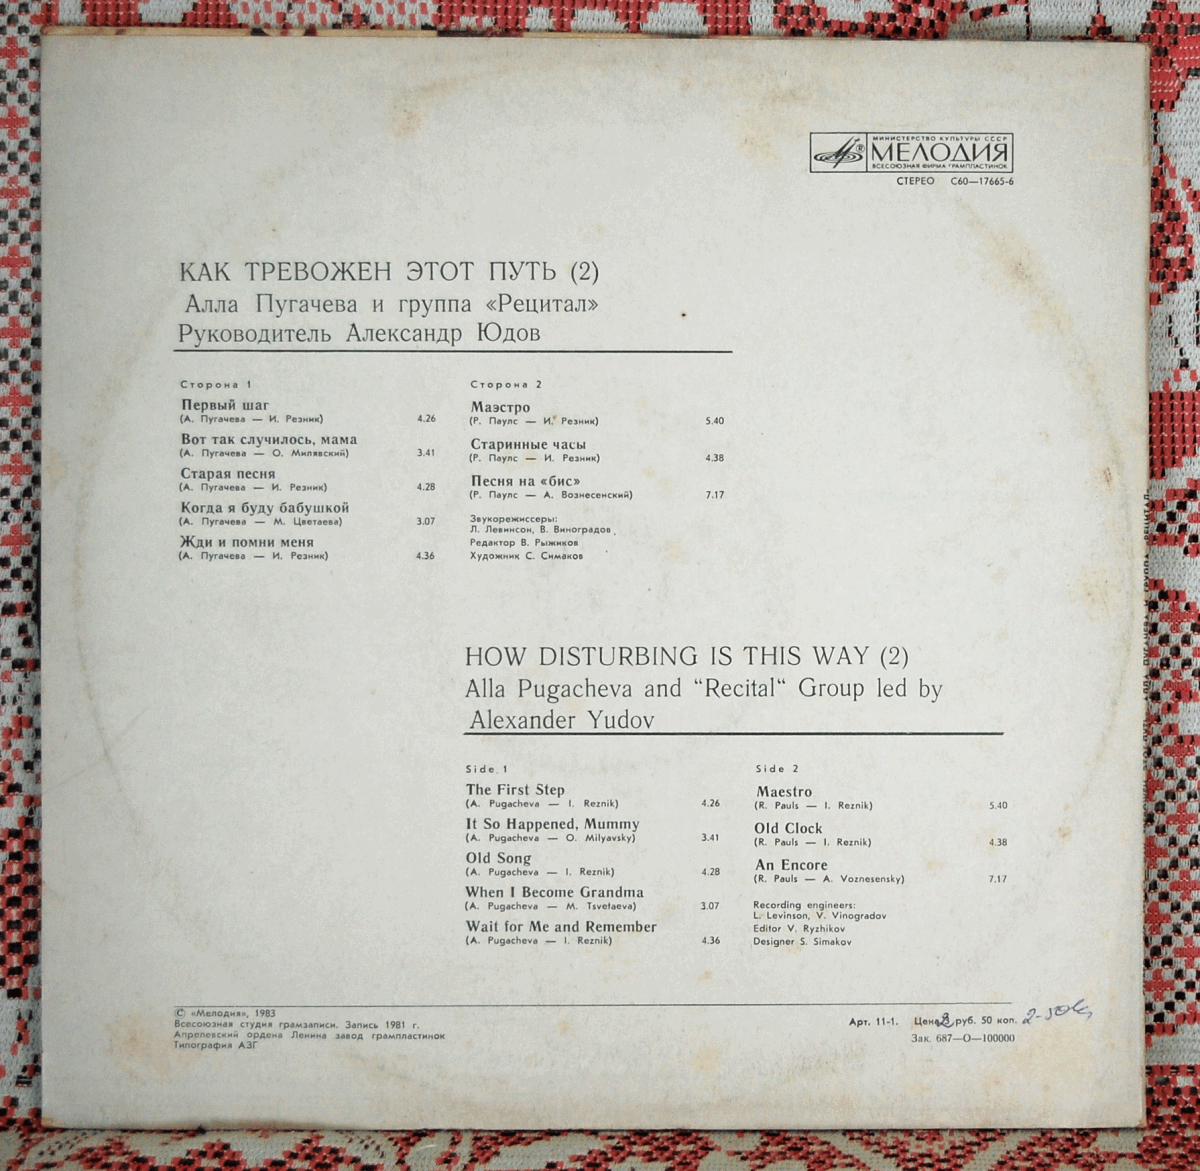 МИНИСТЕРСТВО КУЛЬТУРЫ СССР
МЕЛОДИЯ
ВСЕСОЮЗНАЯ ФИРМА ГРАМПЛАСТИНОК
СТЕРЕО С60—17665-6
КАК ТРЕВОЖЕН ЭТОТ ПУТЬ (2)
Алла Пугачева и группа «Рецитал»
Руководитель Александр Юдов
Сторона 1
Первый шаг
(А. Пугачева — И. Резник) 4.26
Вот так случилось, мама
(А. Пугачева — О. Милявский) 3.41
Старая песня
(А. Пугачева — И. Резник) 4.28
Когда я буду бабушкой
(А. Пугачева — М. Цветаева) 3.07
Жди и помни меня
(А. Пугачева — И. Резник) 4.36
Сторона 2
Маэстро
(Р. Паулс — И. Резник) 5.40
Старинные часы
(Р. Паулс — И. Резник) 4.38
Песня на «бис»
(Р. Паулс — А. Вознесенский) 7.17
Звукорежиссеры:
Л. Левинсон, В. Виноградов
Редактор В. Рыжиков
Художник С. Симаков
HOW DISTURBING IS THIS WAY (2)
Alla Pugacheva and “Recital“ Group led by
Alexander Yudov
Side 1
The First Step
(A. Pugacheva — I. Reznik) 4.26
It So Happened, Mummy
(A. Pugacheva — O. Milyavsky) 3.41
Old Song
(A. Pugacheva — I. Reznik) 4.28
When I Become Grandma
(A. Pugacheva — M. Tsvetaeva) 3.07
Wait for Me and Remember
(A. Pugacheva — I. Reznik) 4.36
Side 2
Maestro
(R. Pauls — I. Reznik) 5.40
Old Clock
(R. Pauls — I. Reznik) 4.38
An Encore
(R. Pauls — A. Voznesensky) 7.17
Recording engineers:
L. Levinson, V. Vinogradov
Editor V. Ryzhikov
Designer S. Simakov
© «Мелодия», 1983
Всесоюзная студия грамзаписи. Запись 1981 г.
Апрелевский ордена Ленина завод грампластинок
Типография АЗГ
Арт. 11-1. Цена 2 руб. 50 коп. 2-50
Зак. 687—О—100000